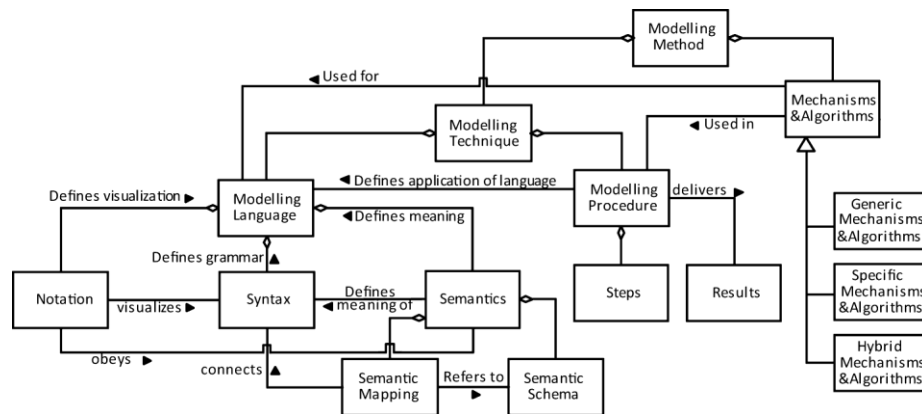 Modelling
Method
◄ Used for
Mechanisms
&Algorithms
Modelling
Technique
◄ Used in
◄ Defines application of language
Defines visualization ►
Modelling
Language
Modelling
Procedure
delivers ►
◄ Defines meaning
Generic
Mechanisms
&Algorithms
Defines grammar ▲
Notation
visualizes ►
Syntax
Defines
◄ meaning of
Semantics
Steps
Results
Specific
Mechanisms
&Algorithms
obeys ►
connects ▲
Semantic
Mapping
Refers to
►
Semantic
Schema
Hybrid
Mechanisms
&Algorithms